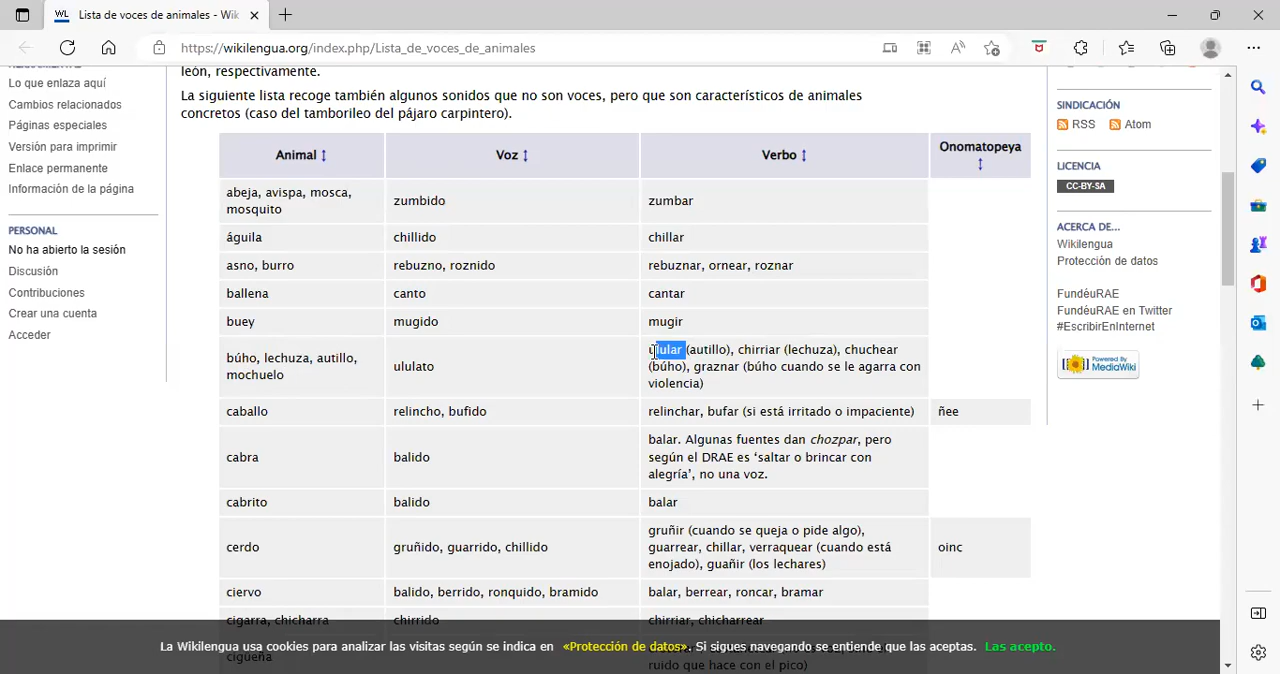 Lista de voces de animales - Wiki
https://wikilengua.org/index.php/Lista_de_voces_de_animales
Lo que enlaza aquí
Cambios relacionados
Páginas especiales
Versión para imprimir
Enlace permanente
Información de la página
PERSONAL
No ha abierto la sesión
Discusión
Contribuciones
Crear una cuenta
Acceder
león, respectivamente.
La siguiente lista recoge también algunos sonidos que no son voces, pero que son característicos de animales
concretos (caso del tamborileo del pájaro carpintero).
Animal Voz Verbo Onomatopeya
abeja, avispa, mosca,
mosquito
zumbido
zumbar
águila chillido chillar
asno, burro rebuzno, roznido rebuznar, ornear, roznar
ballena canto cantar
buey mugido mugir
búho, lechuza, autillo,
mochuelo
ululato
ulular (autillo), chirriar (lechuza), chuchear
(búho), graznar (búho cuando se le agarra con
violencia)
caballo relincho, bufido relinchar, bufar (si está irritado o impaciente) ñee
cabra balido
balar. Algunas fuentes dan chozpar, pero
según el DRAE es ‘saltar o brincar con
alegría’, no una voz.
cabrito balido balar
cerdo gruñido, guarrido, chillido
gruñir (cuando se queja o pide algo),
guarrear, chillar, verraquear (cuando está
enojado), guañir (los lechares)
oinc
ciervo balido, berrido, ronquido, bramido balar, berrear, roncar, bramar
cigarra, chicharra chirrido chirriar, chicharrear
cigüeña
ruido que hace con el pico)
SINDICACIÓN
RSS Atom
LICENCIA
CC-BY-SA
ACERCA DE...
Wikilengua
Protección de datos
FundéuRAE
FundéuRAE en Twitter
#EscribirEnInternet
Powered By
MediaWiki
La Wikilengua usa cookies para analizar las visitas según se indica en «Protección de datos». Si sigues navegando se entiende que las aceptas. Las acepto.